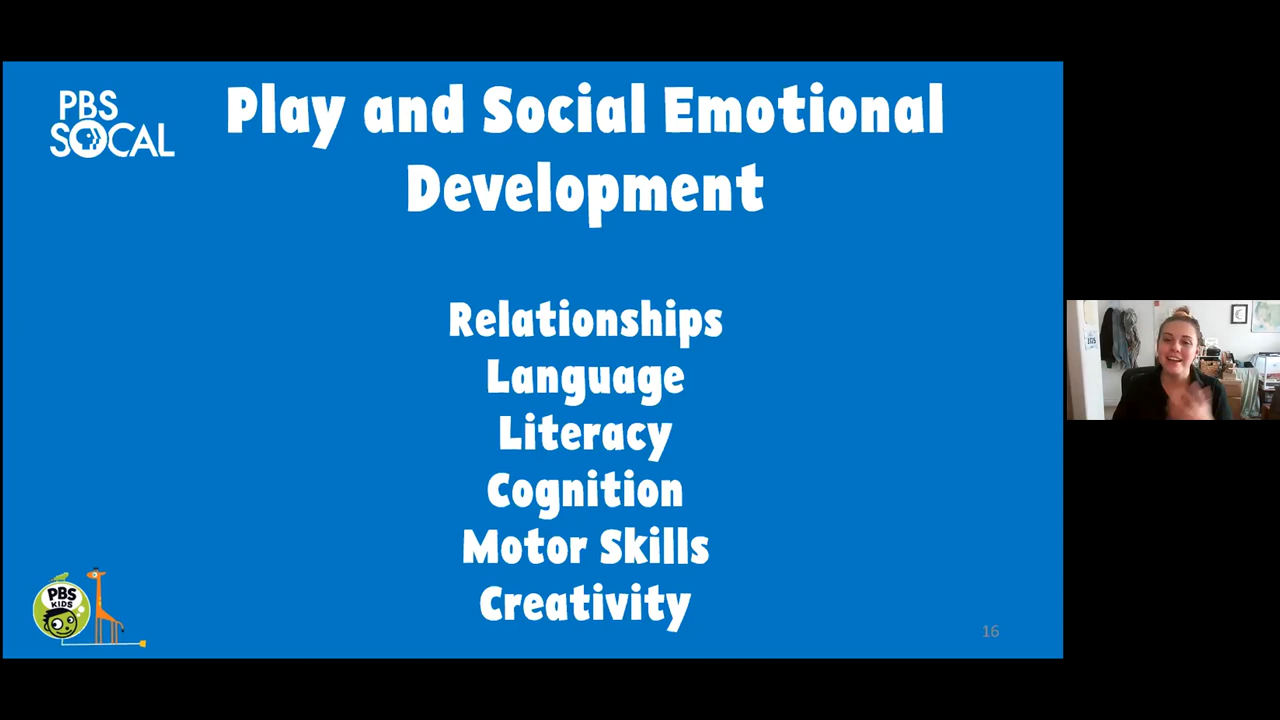 PBS
SOCAL
Play and Social Emotional
Development
Relationships
Language
Literacy
Cognition
Motor Skills
Creativity
PBS
KIDS
16